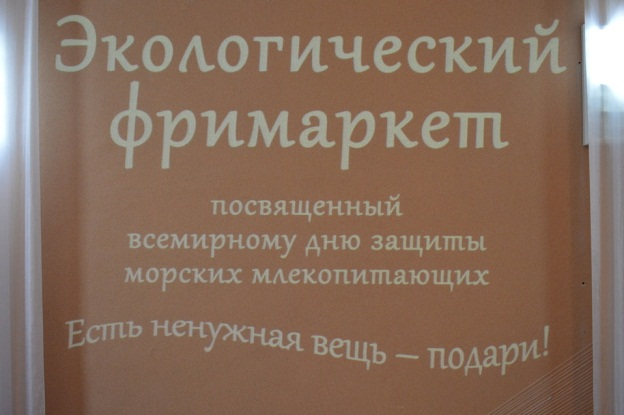 Экологический
фримаркет
посвященный
всемирному дню защиты
морских млекопитающих
Есть ненужная вещь – подари!